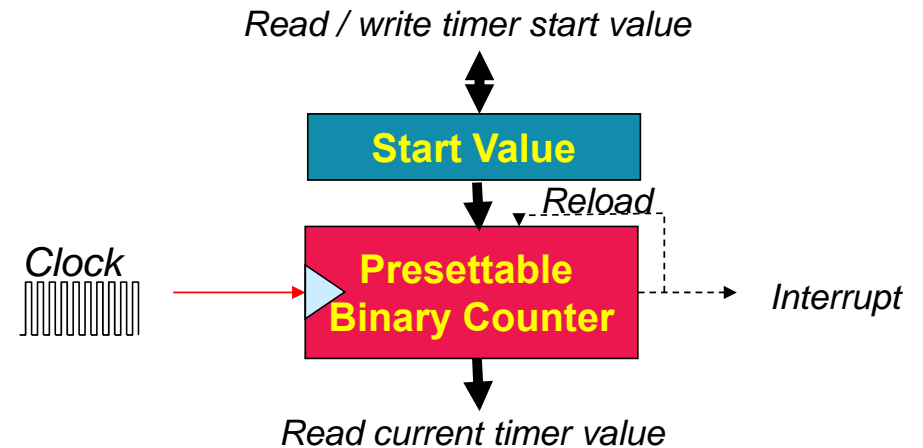 Read / write timer start value
Start Value
Reload
Clock
Presettable
Binary Counter
Interrupt
Read current timer value